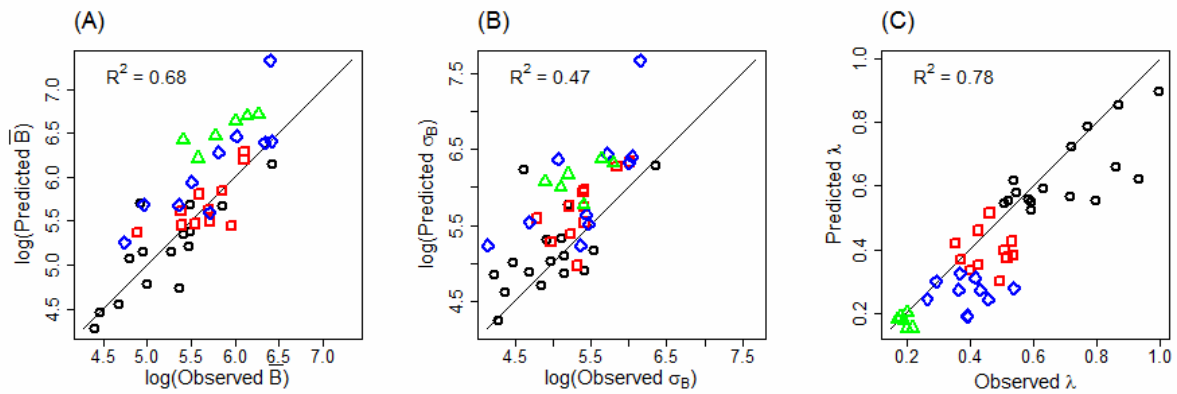 (A)
R² = 0.68
log(Predicted B̅)
7.0
6.5
6.0
5.5
5.0
4.5
4.5 5.0 5.5 6.0 6.5 7.0
log(Observed B̅)
(B)
R² = 0.47
log(Predicted σB)
7.5
6.5
5.5
4.5
4.5 5.5 6.5 7.5
log(Observed σB)
(C)
R² = 0.78
Predicted λ
1.0
0.8
0.6
0.4
0.2
0.2 0.4 0.6 0.8 1.0
Observed λ